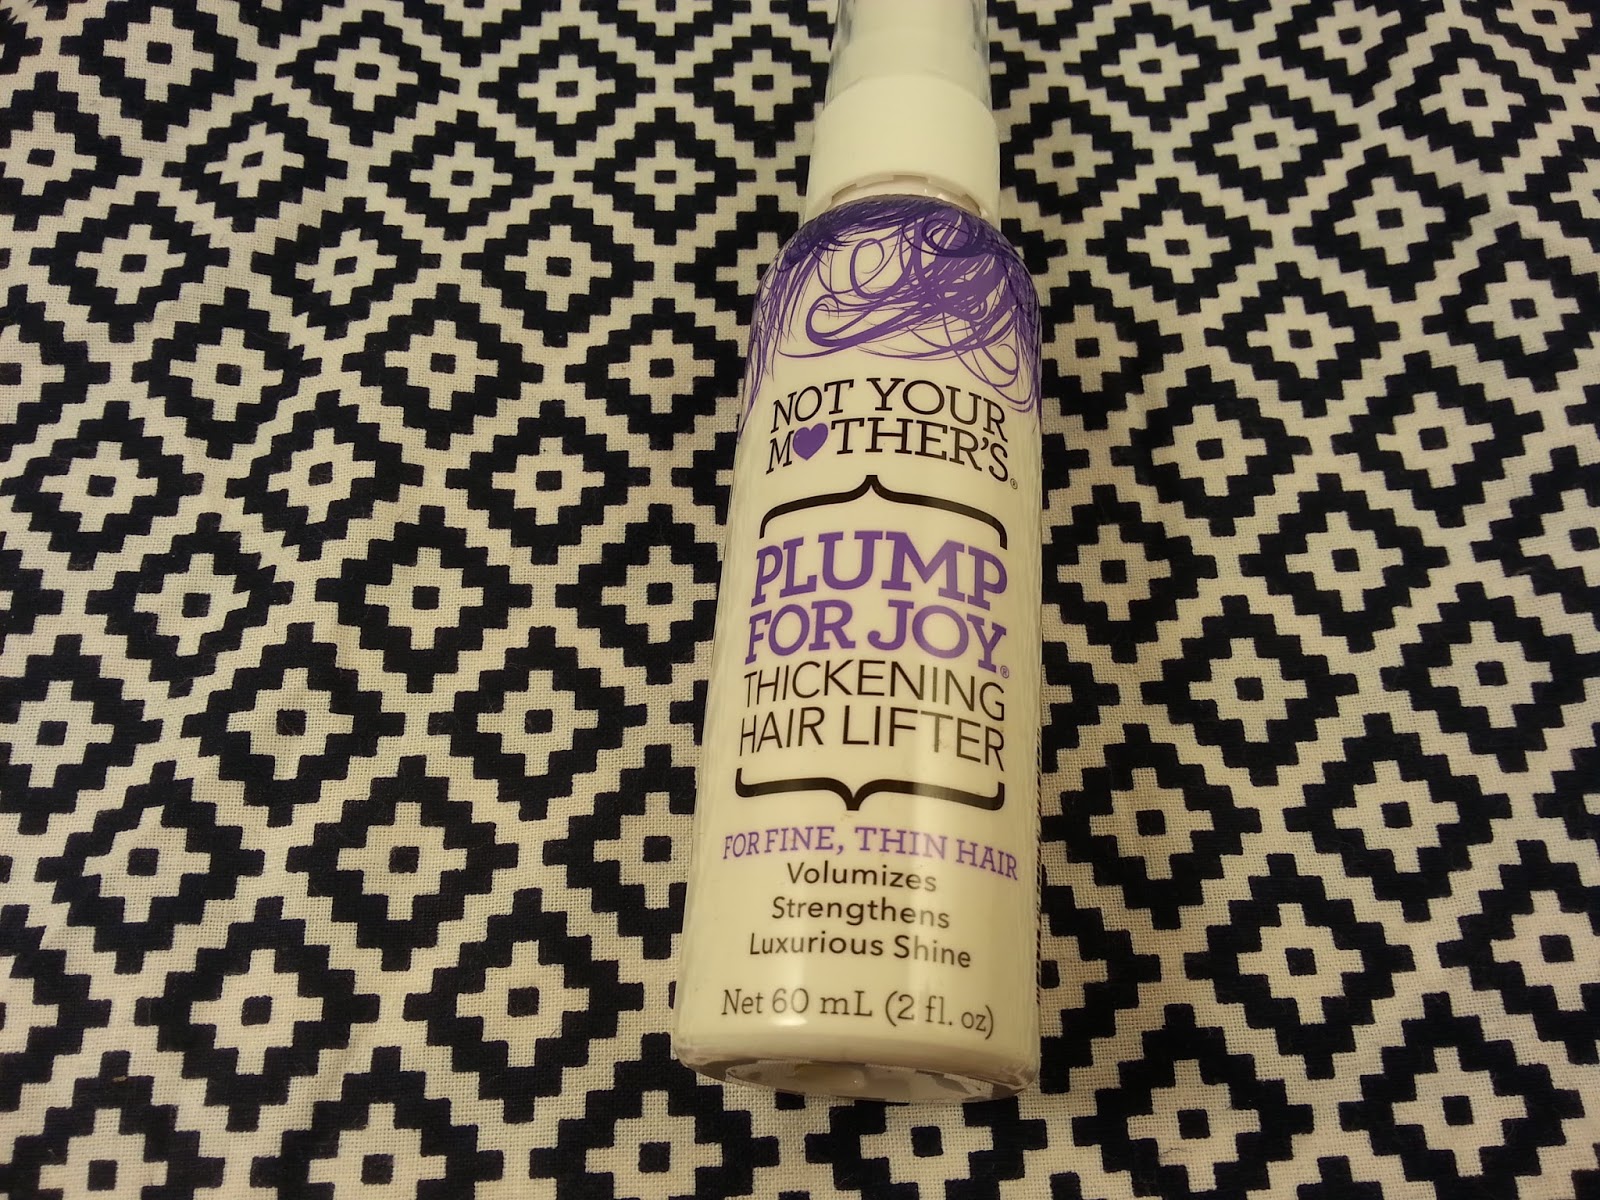 NOT YOUR
M♥THER'S®
PLUMP
FOR JOY®
THICKENING
HAIR LIFTER
FOR FINE, THIN HAIR
Volumizes
Strengthens
Luxurious Shine
Net 60 mL (2 fl. oz)